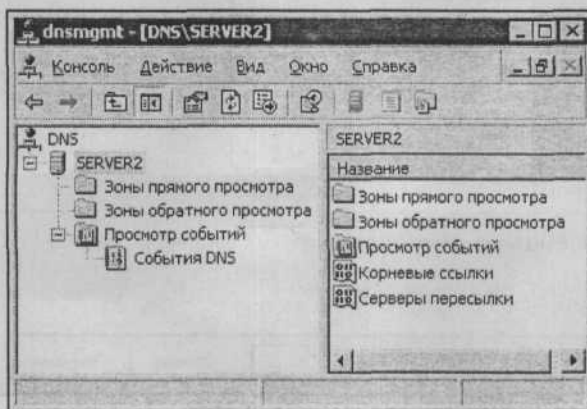 dnsmgmt - [DNS\SERVER2]
Консоль Действие Вид Окно Справка
DNS
SERVER2
Зоны прямого просмотра
Зоны обратного просмотра
Просмотр событий
События DNS
SERVER2
Название
Зоны прямого просмотра
Зоны обратного просмотра
Просмотр событий
Корневые ссылки
Серверы пересылки